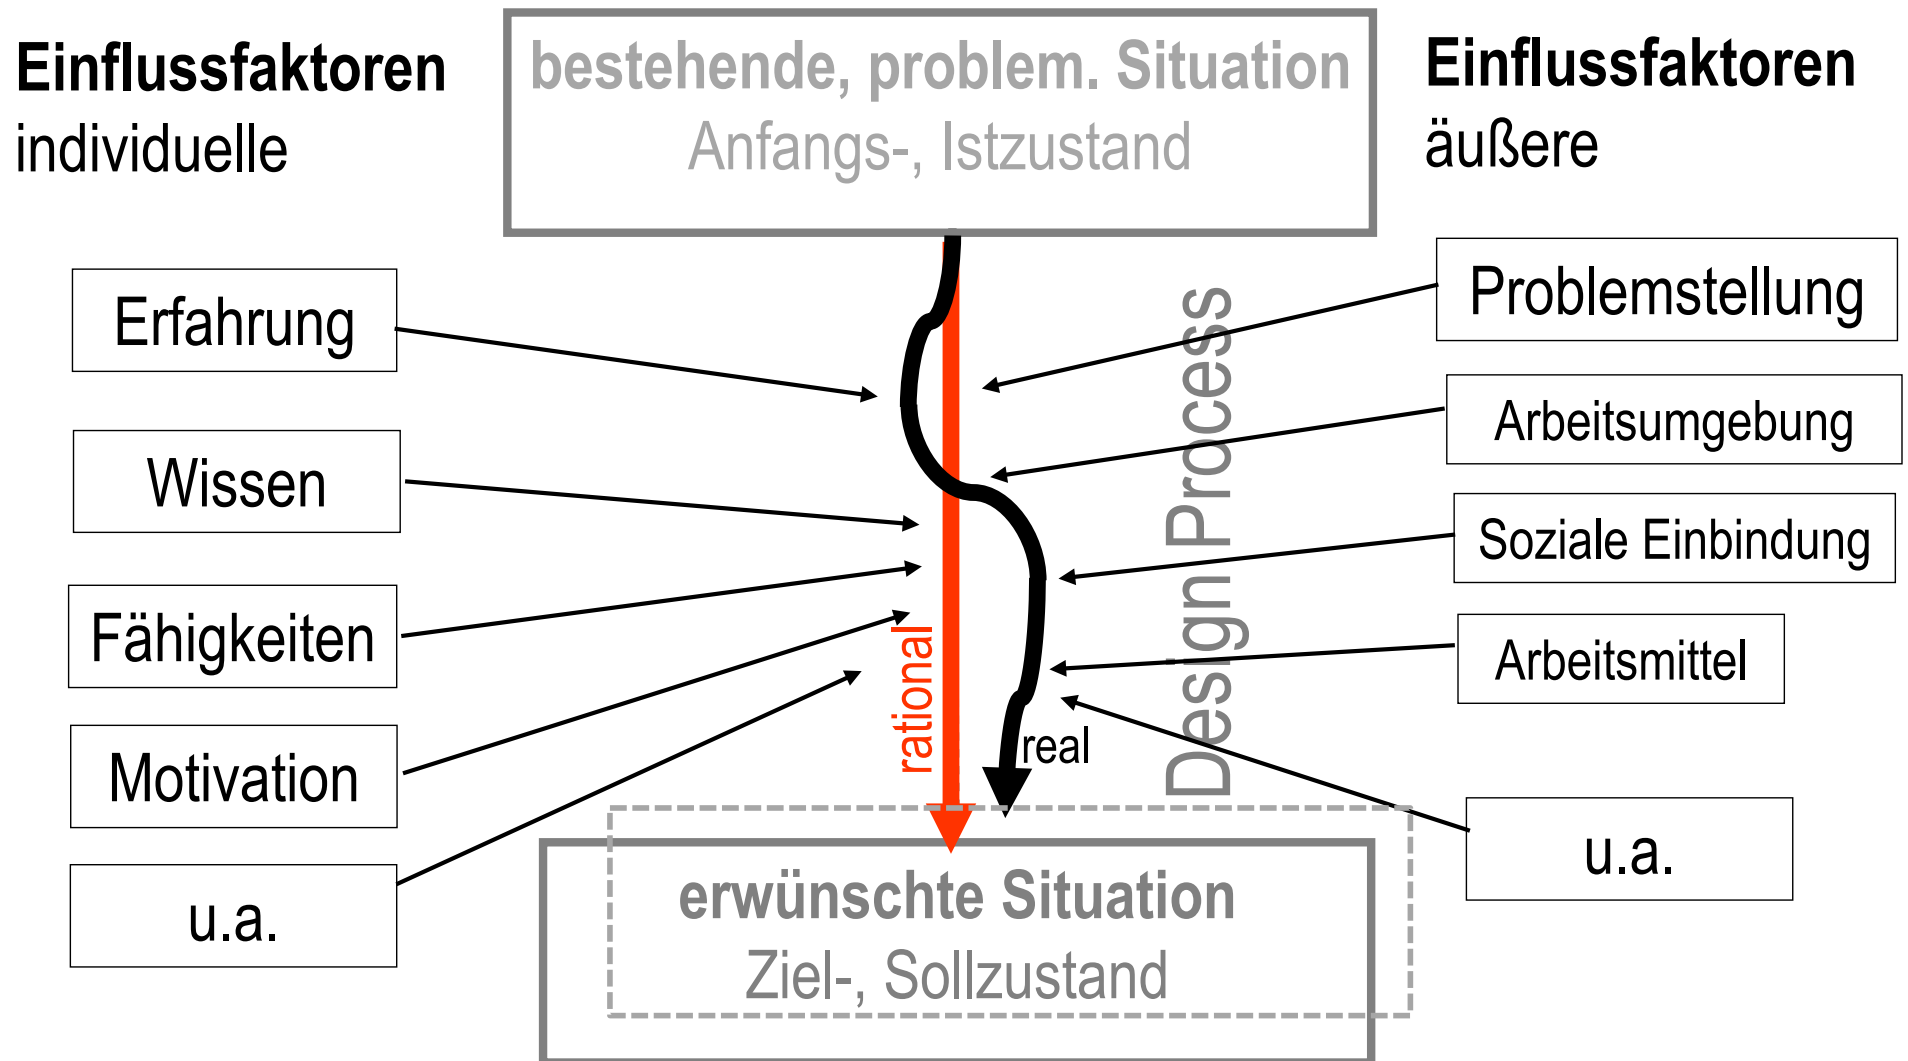 Einflussfaktoren
individuelle
bestehende, problem. Situation
Anfangs-, Istzustand
Einflussfaktoren
äußere
Erfahrung
Wissen
Fähigkeiten
Motivation
u.a.
rational
real
Design Process
Problemstellung
Arbeitsumgebung
Soziale Einbindung
Arbeitsmittel
u.a.
erwünschte Situation
Ziel-, Sollzustand